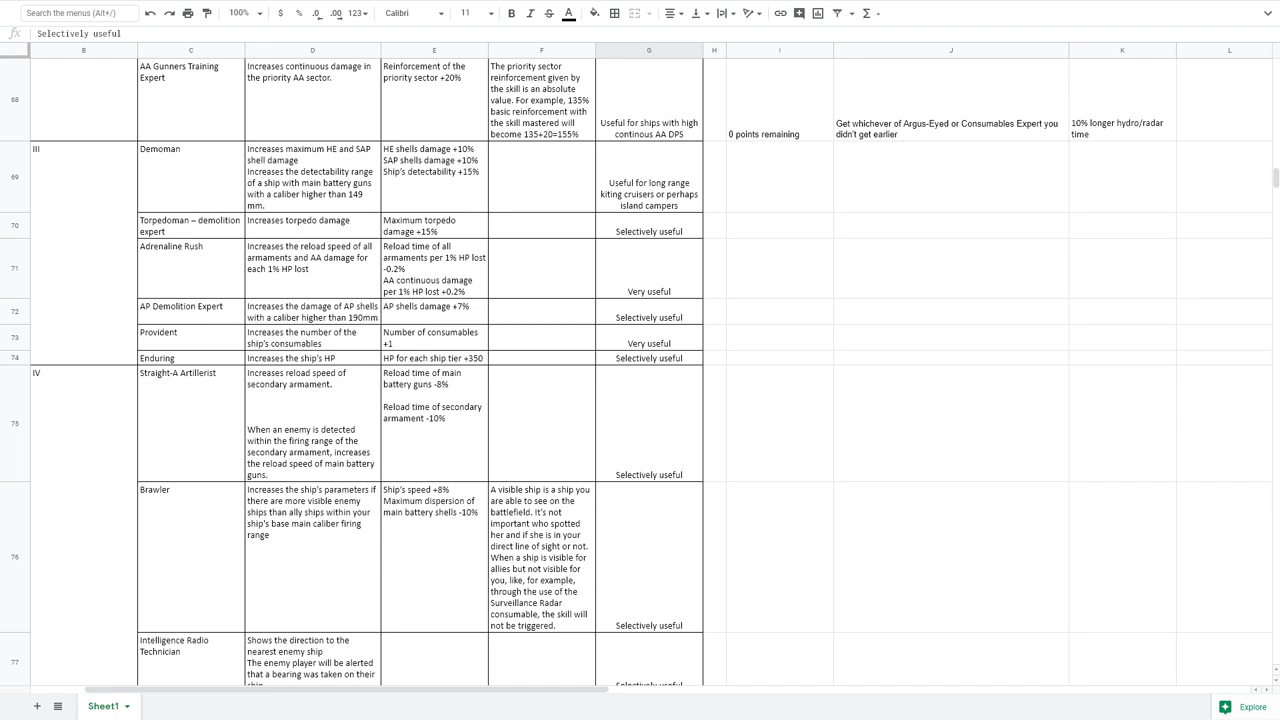 Search the menus (Alt+/)
100%
$
%
.0
.00
123
Calibri
11
B
I
S
A
fx
Selectively useful
B
C
D
E
F
G
H
I
J
K
L
68
AA Gunners Training
Expert
Increases continuous damage in
the priority AA sector.
Reinforcement of the
priority sector +20%
The priority sector
reinforcement given by
the skill is an absolute
value. For example, 135%
basic reinforcement with
the skill mastered will
become 135+20=155%
Useful for ships with high
continous AA DPS
0 points remaining
Get whichever of Argus-Eyed or Consumables Expert you
didn't get earlier
10% longer hydro/radar
time
69
III
Demoman
Increases maximum HE and SAP
shell damage
Increases the detectability range
of a ship with main battery guns
with a caliber higher than 149
mm.
HE shells damage +10%
SAP shells damage +10%
Ship's detectability +15%
Useful for long range
kiting cruisers or perhaps
island campers
70
Torpedoman – demolition
expert
Increases torpedo damage
Maximum torpedo
damage +15%
Selectively useful
71
Adrenaline Rush
Increases the reload speed of all
armaments and AA damage for
each 1% HP lost
Reload time of all
armaments per 1% HP lost
-0.2%
AA continuous damage
per 1% HP lost +0.2%
Very useful
72
AP Demolition Expert
Increases the damage of AP shells
with a caliber higher than 190mm
AP shells damage +7%
Selectively useful
73
Provident
Increases the number of the
ship's consumables
Number of consumables
+1
Very useful
74
Enduring
Increases the ship's HP
HP for each ship tier +350
Selectively useful
75
IV
Straight-A Artillerist
Increases reload speed of
secondary armament.
When an enemy is detected
within the firing range of the
secondary armament, increases
the reload speed of main battery
guns.
Reload time of main
battery guns -8%
Reload time of secondary
armament -10%
Selectively useful
76
Brawler
Increases the ship's parameters if
there are more visible enemy
ships than ally ships within your
ship's base main caliber firing
range
Ship's speed +8%
Maximum dispersion of
main battery shells -10%
A visible ship is a ship you
are able to see on the
battlefield. It's not
important who spotted
her and if she is in your
direct line of sight or not.
When a ship is visible for
allies but not visible for
you, like, for example,
through the use of the
Surveillance Radar
consumable, the skill will
not be triggered.
Selectively useful
77
Intelligence Radio
Technician
Shows the direction to the
nearest enemy ship
The enemy player will be alerted
that a bearing was taken on their
ship
Selectively useful
Sheet1
Explore